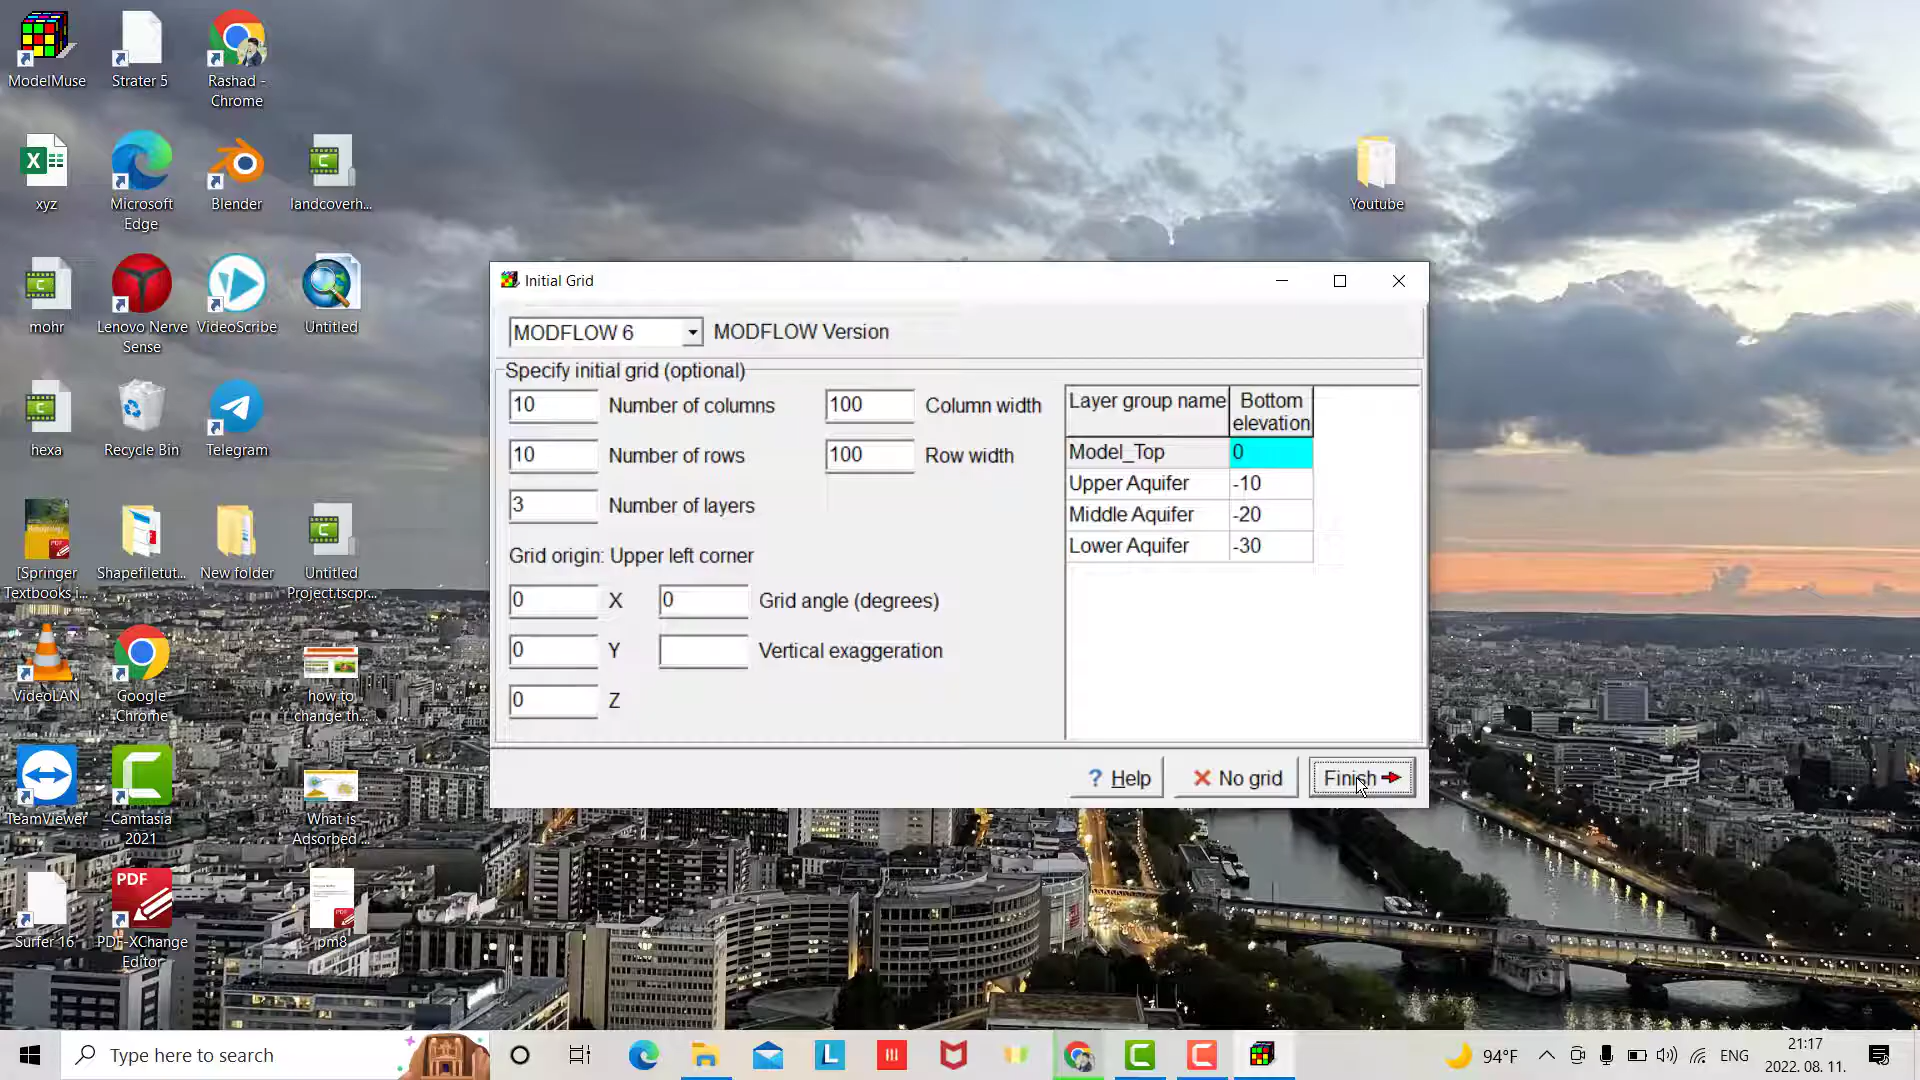 ModelMuse
Strater 5
Rashad -
Chrome
xyz
Microsoft
Edge
Blender
landcoverh...
Youtube
mohr
Lenovo Nerve
Sense
VideoScribe
Untitled
hexa
Recycle Bin
Telegram
[Springer
Textbooks i...
Shapefiletut...
New folder
Untitled
Project.tscpr...
VideoLAN
Google
Chrome
how to
change th...
TeamViewer
Camtasia
2021
What is
Adsorbed ...
PDF
Surfer 16
PDF-XChange
Editor
pm8
Initial Grid
MODFLOW 6 MODFLOW Version
Specify initial grid (optional)
10 Number of columns 100 Column width
10 Number of rows 100 Row width
3 Number of layers
Grid origin: Upper left corner
0 X 0 Grid angle (degrees)
0 Y Vertical exaggeration
0 Z
Layer group name Bottom
elevation
Model_Top 0
Upper Aquifer -10
Middle Aquifer -20
Lower Aquifer -30
? Help
No grid
Finish
Type here to search
94°F
ENG
21:17
2022. 08. 11.